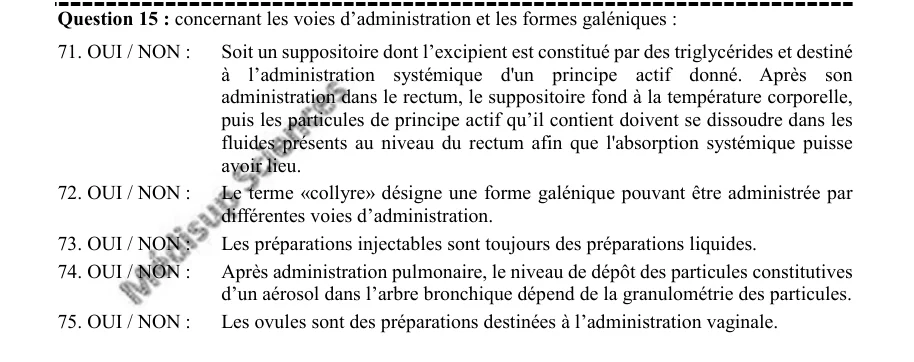 Question 15 : concernant les voies d’administration et les formes galéniques :
71. OUI / NON : Soit un suppositoire dont l’excipient est constitué par des triglycérides et destiné
à l’administration systémique d'un principe actif donné. Après son
administration dans le rectum, le suppositoire fond à la température corporelle,
puis les particules de principe actif qu’il contient doivent se dissoudre dans les
fluides présents au niveau du rectum afin que l'absorption systémique puisse
avoir lieu.
72. OUI / NON : Le terme «collyre» désigne une forme galénique pouvant être administrée par
différentes voies d’administration.
73. OUI / NON : Les préparations injectables sont toujours des préparations liquides.
74. OUI / NON : Après administration pulmonaire, le niveau de dépôt des particules constitutives
d’un aérosol dans l’arbre bronchique dépend de la granulométrie des particules.
75. OUI / NON : Les ovules sont des préparations destinées à l’administration vaginale.
Médisup Sciences